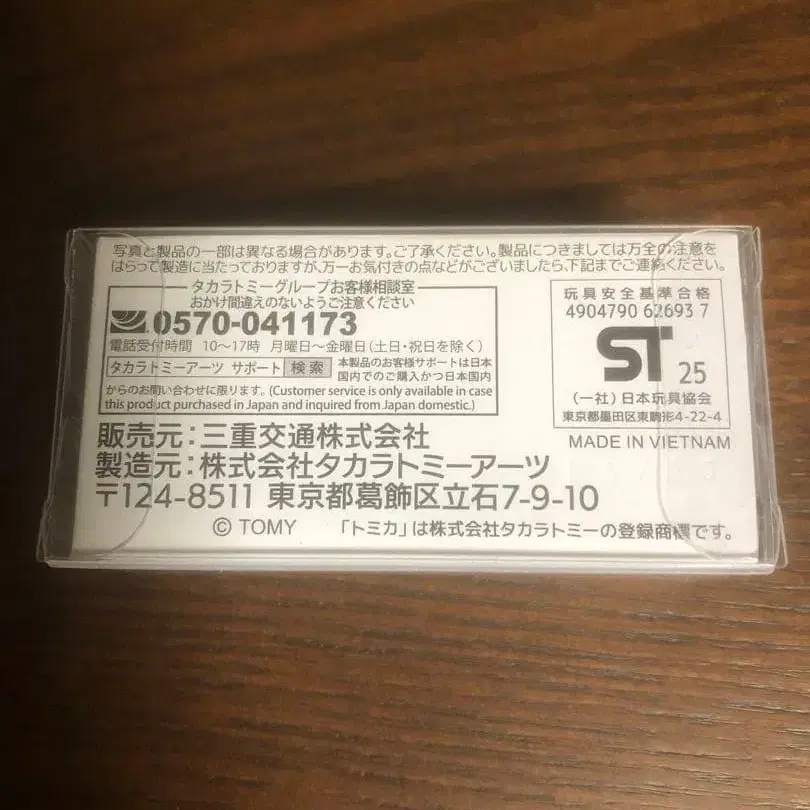 写真と製品の一部は異なる場合があります。ご了承ください。製品につきましては万全の注意を
はらって製造に当たっておりますが、万一お気付きの点などがございましたら、下記までご連絡ください。
タカラトミーグループお客様相談室
おかけ間違えのないようご注意ください
0570-041173
電話受付時間 10〜17時 月曜日〜金曜日(土日・祝日を除く)
タカラトミーアーツ サポート 検索 本製品のお客様サポートは日本
国内でのご購入かつ日本国内
からのお問い合わせに限ります。(Customer service is only available in case
this product purchased in Japan and inquired from Japan domestic.)
玩具安全基準合格
4904790 62693 7
ST 25
(一社)日本玩具協会
東京都墨田区東駒形4-22-4
MADE IN VIETNAM
販売元:三重交通株式会社
製造元:株式会社タカラトミーアーツ
〒124-8511 東京都葛飾区立石7-9-10
© TOMY 「トミカ」は株式会社タカラトミーの登録商標です。